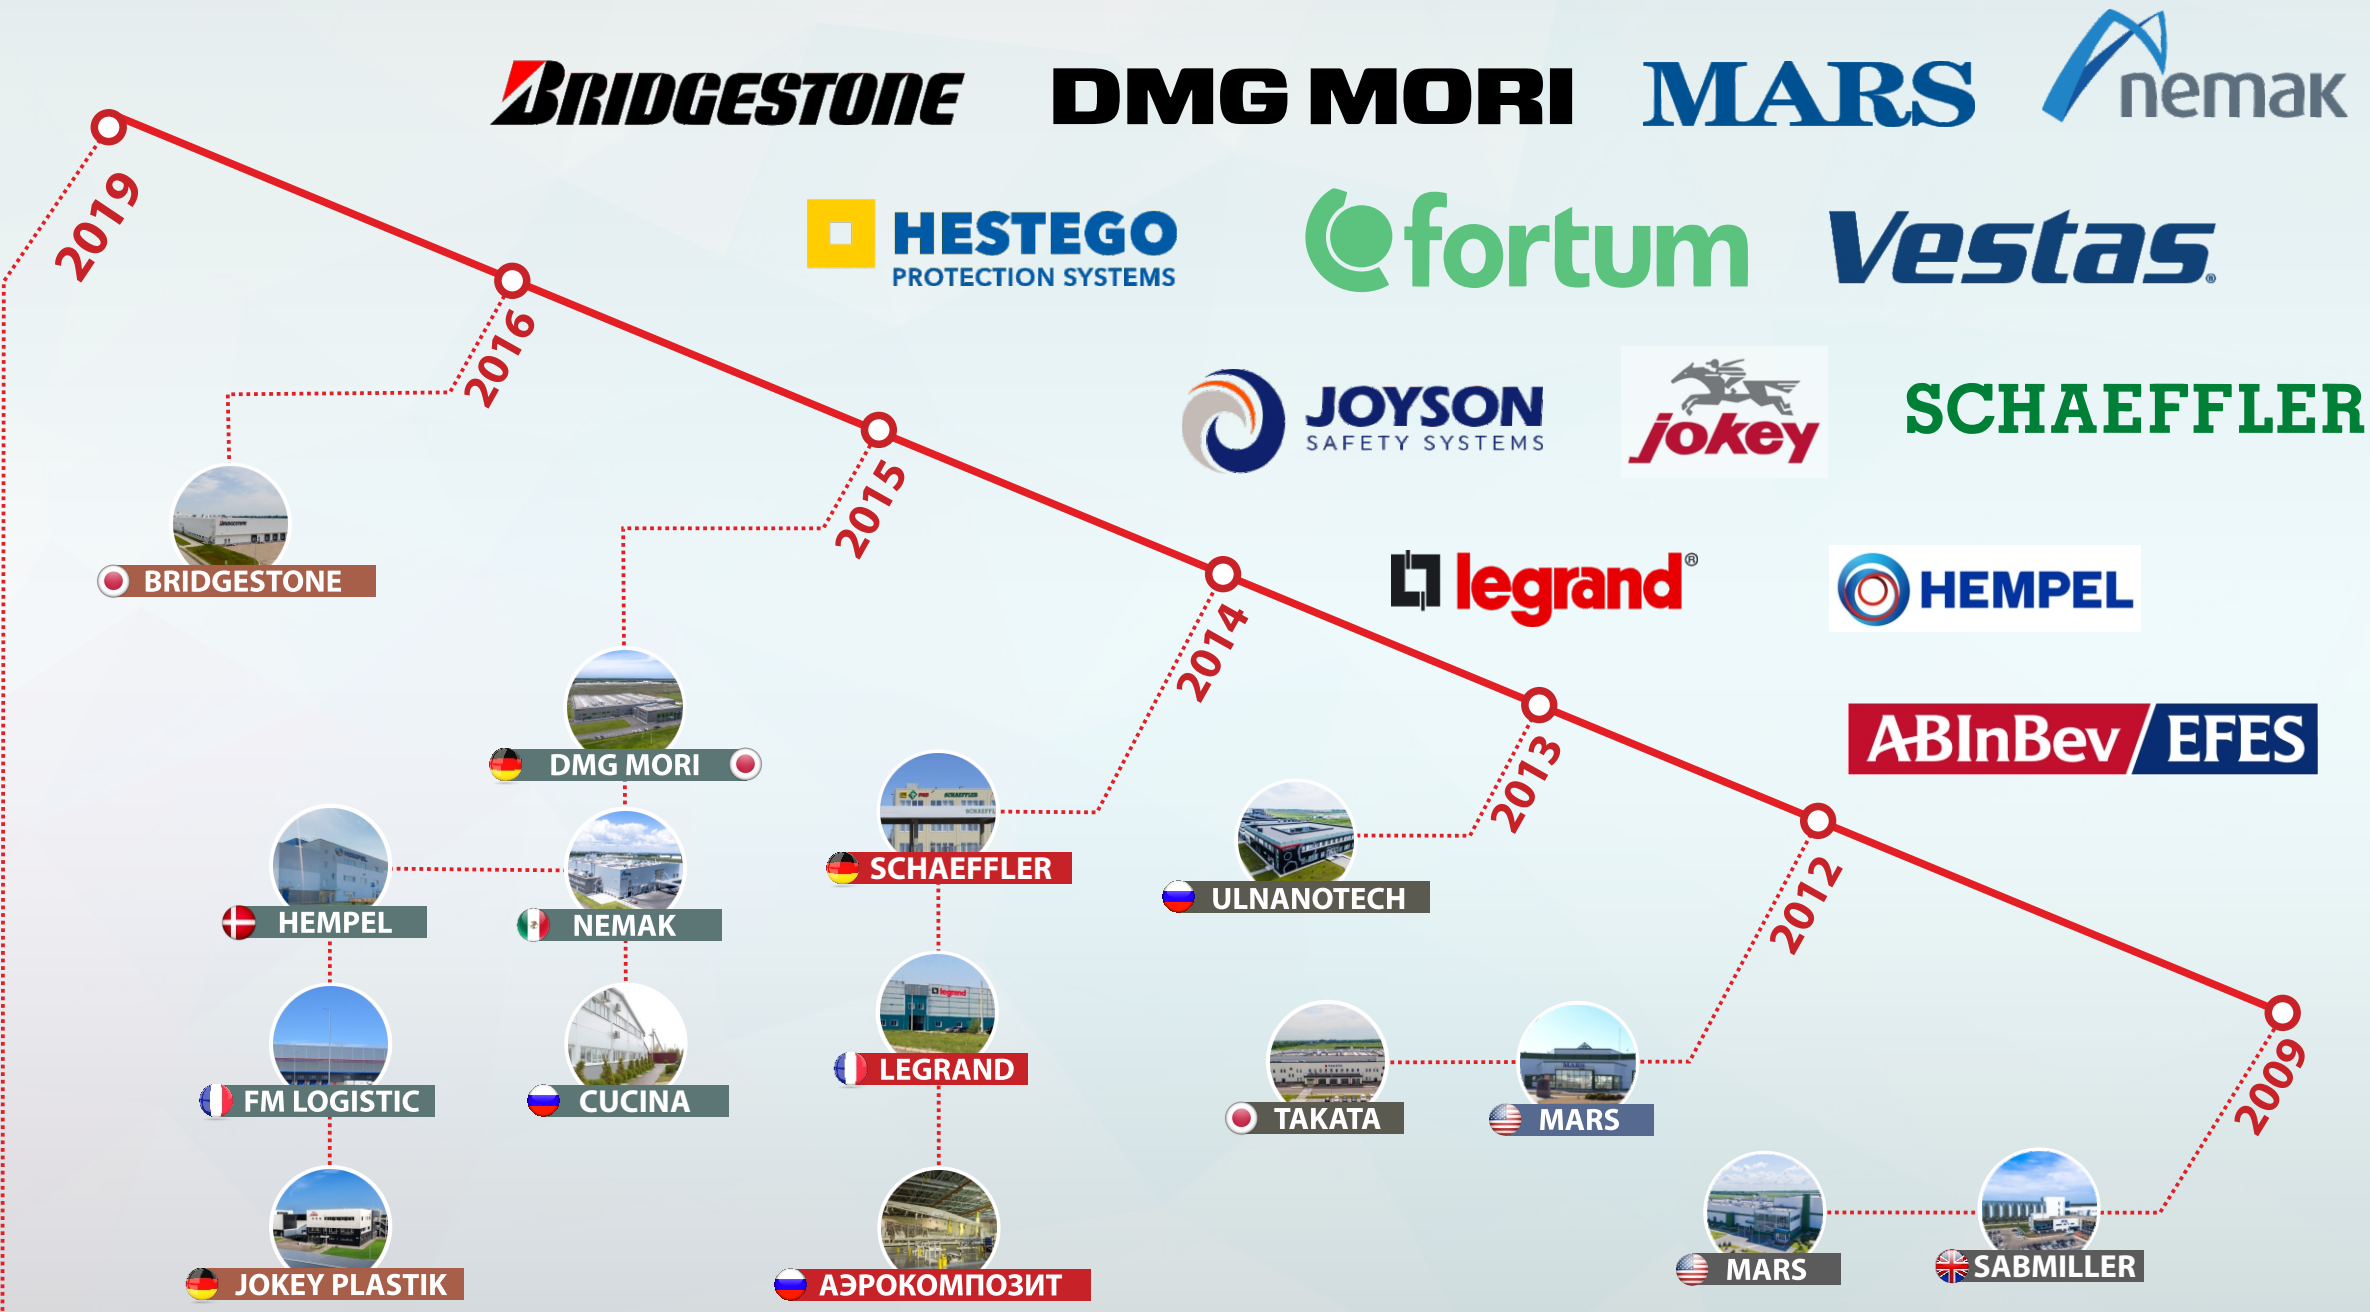 BRIDGESTONE
DMG MORI
MARS
nemak
HESTEGO
PROTECTION SYSTEMS
fortum
Vestas®
2019
2016
JOYSON
SAFETY SYSTEMS
jokey
SCHAEFFLER
2015
BRIDGESTONE
legrand®
HEMPEL
2014
ABInBev EFES
2013
DMG MORI
SCHAEFFLER
ULNANOTECH
2012
HEMPEL
NEMAK
LEGRAND
2009
FM LOGISTIC
CUCINA
TAKATA
MARS
JOKEY PLASTIK
АЭРОКОМПОЗИТ
MARS
SABMILLER